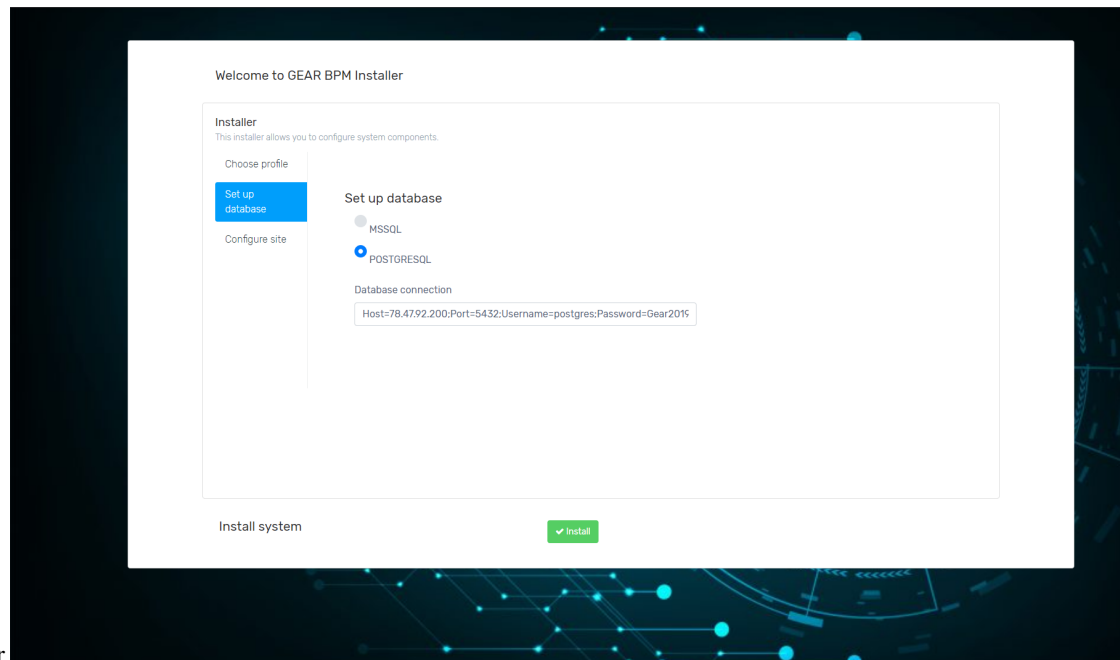 Welcome to GEAR BPM Installer
Installer
This installer allows you to configure system components.
Choose profile
Set up
database
Configure site
Set up database
MSSQL
POSTGRESQL
Database connection
Host=78.47.92.200;Port=5432;Username=postgres;Password=Gear2019
Install system
Install
r